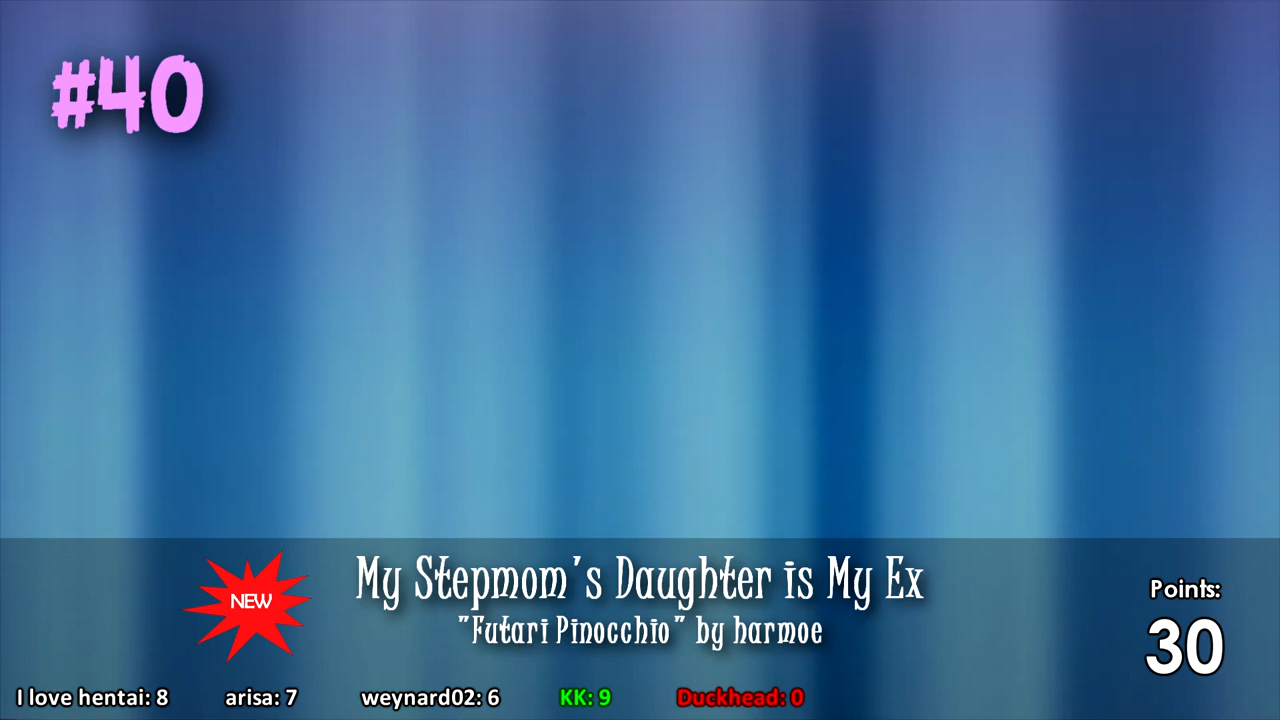 #40
NEW
My Stepmom's Daughter is My Ex
"Futari Pinocchio" by harmoe
Points:
30
I love hentai: 8 arisa: 7 weynard02: 6 KK: 9 Duckhead: 0